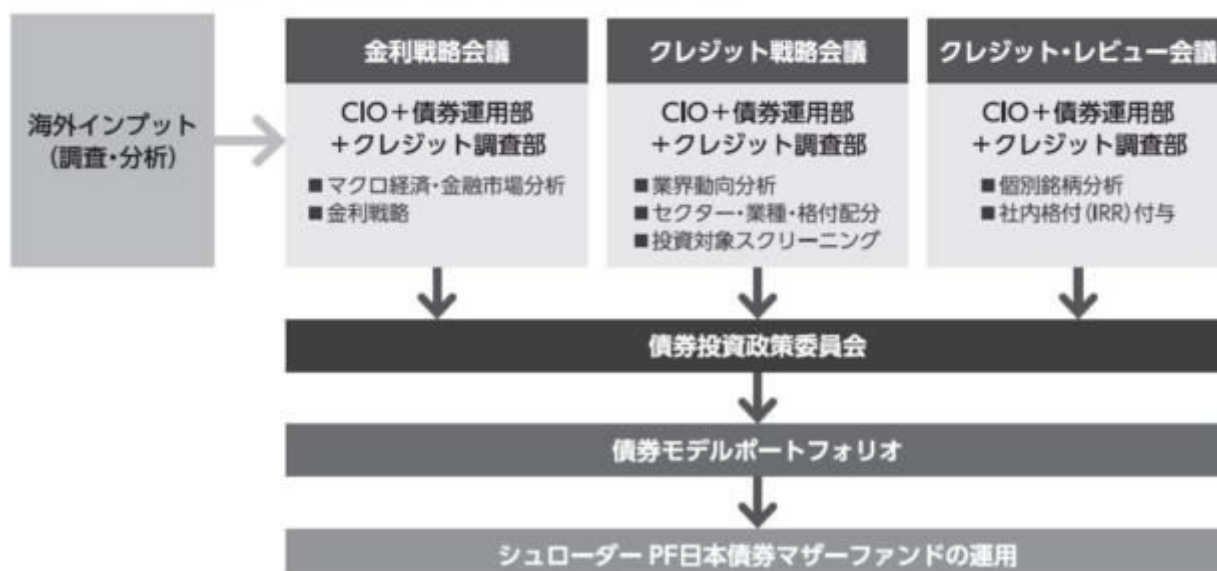 海外インプット
（調査・分析）
金利戦略会議
CIO＋債券運用部
＋クレジット調査部
■マクロ経済・金融市場分析
■金利戦略
クレジット戦略会議
CIO＋債券運用部
＋クレジット調査部
■業界動向分析
■セクター・業種・格付配分
■投資対象スクリーニング
クレジット・レビュー会議
CIO＋債券運用部
＋クレジット調査部
■個別銘柄分析
■社内格付（IRR）付与
債券投資政策委員会
債券モデルポートフォリオ
シュローダーPF日本債券マザーファンドの運用